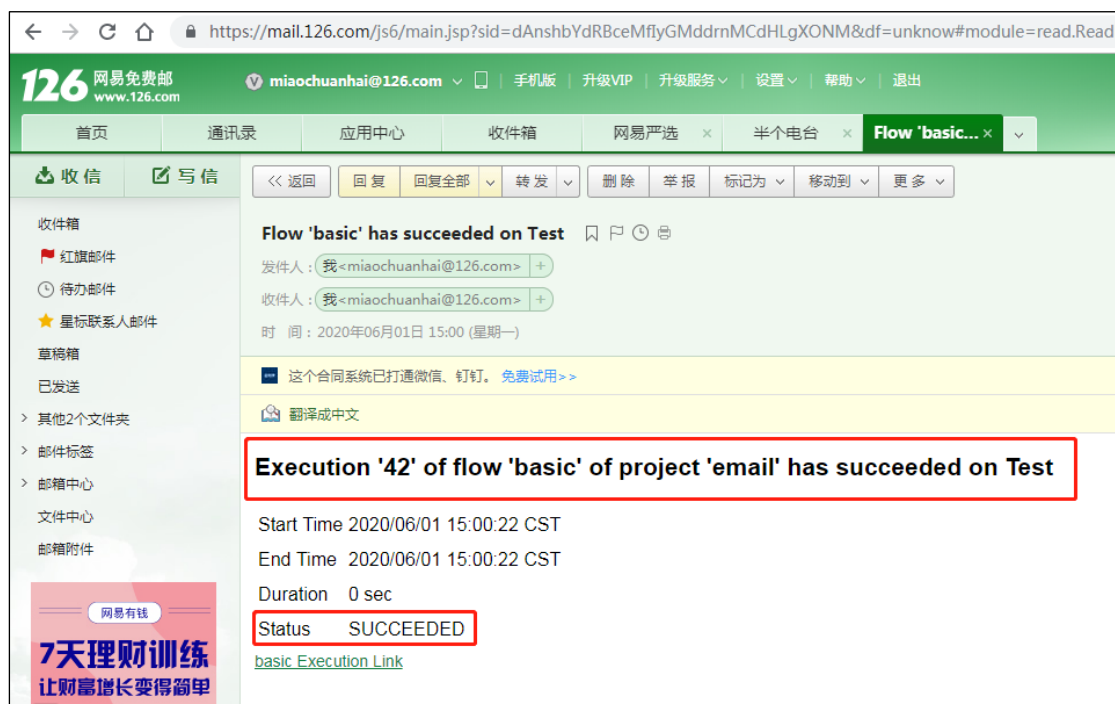 https://mail.126.com/js6/main.jsp?sid=dAnshbYdRBceMfIyGMddrnMCdHLgXONM&df=unknow#module=read.Read
126 网易免费邮 www.126.com miaochuanhai@126.com 手机版 升级VIP 升级服务 设置 帮助 退出
首页 通讯录 应用中心 收件箱 网易严选 × 半个电台 × Flow 'basic... ×
收信 写信 << 返回 回复 回复全部 转发 删除 举报 标记为 移动到 更多
收件箱
红旗邮件
待办邮件
星标联系人邮件
草稿箱
已发送
其他2个文件夹
邮件标签
邮箱中心
文件中心
邮箱附件
网易有钱
7天理财训练
让财富增长变得简单
Flow 'basic' has succeeded on Test
发件人：我<miaochuanhai@126.com> +
收件人：我<miaochuanhai@126.com> +
时 间：2020年06月01日 15:00 (星期一)
这个合同系统已打通微信、钉钉。 免费试用>>
翻译成中文
Execution '42' of flow 'basic' of project 'email' has succeeded on Test
Start Time 2020/06/01 15:00:22 CST
End Time 2020/06/01 15:00:22 CST
Duration 0 sec
Status SUCCEEDED
basic Execution Link